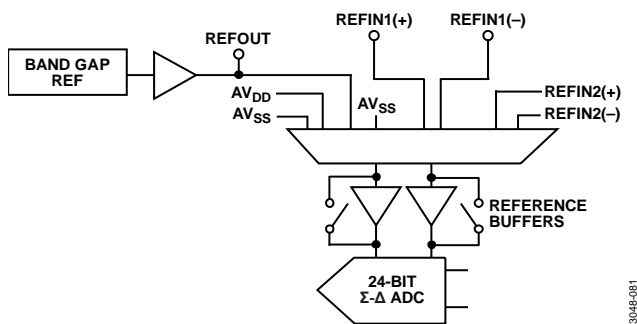 REFIN1(+)
REFIN1(–)
REFOUT
BAND GAP
REF
AVDD
AVSS
AVSS
REFIN2(+)
REFIN2(–)
REFERENCE
BUFFERS
24-BIT
Σ-Δ ADC
3048-081